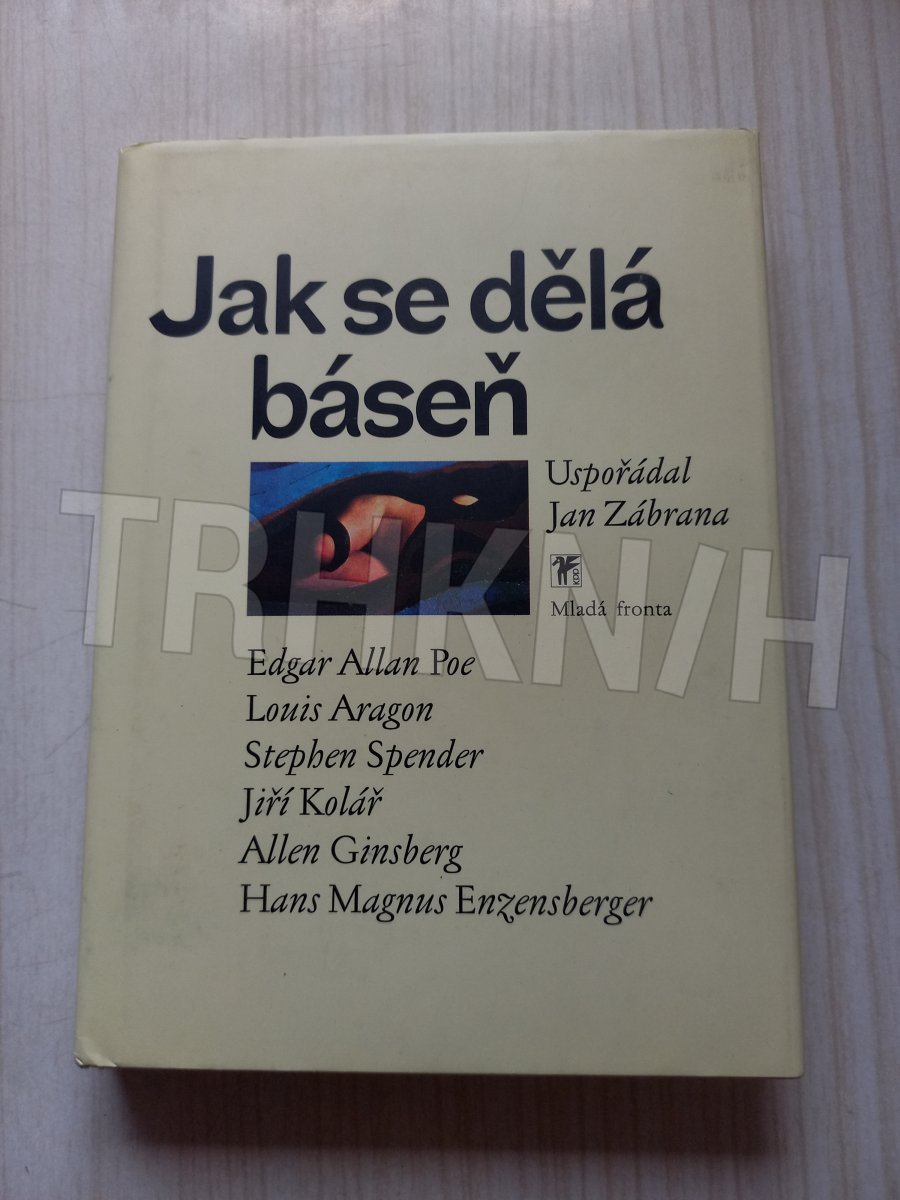 Jak se dělá
báseň
Uspořádal
Jan Zábrana
KPP
Mladá fronta
TRHKNIH
Edgar Allan Poe
Louis Aragon
Stephen Spender
Jiří Kolář
Allen Ginsberg
Hans Magnus Enzensberger